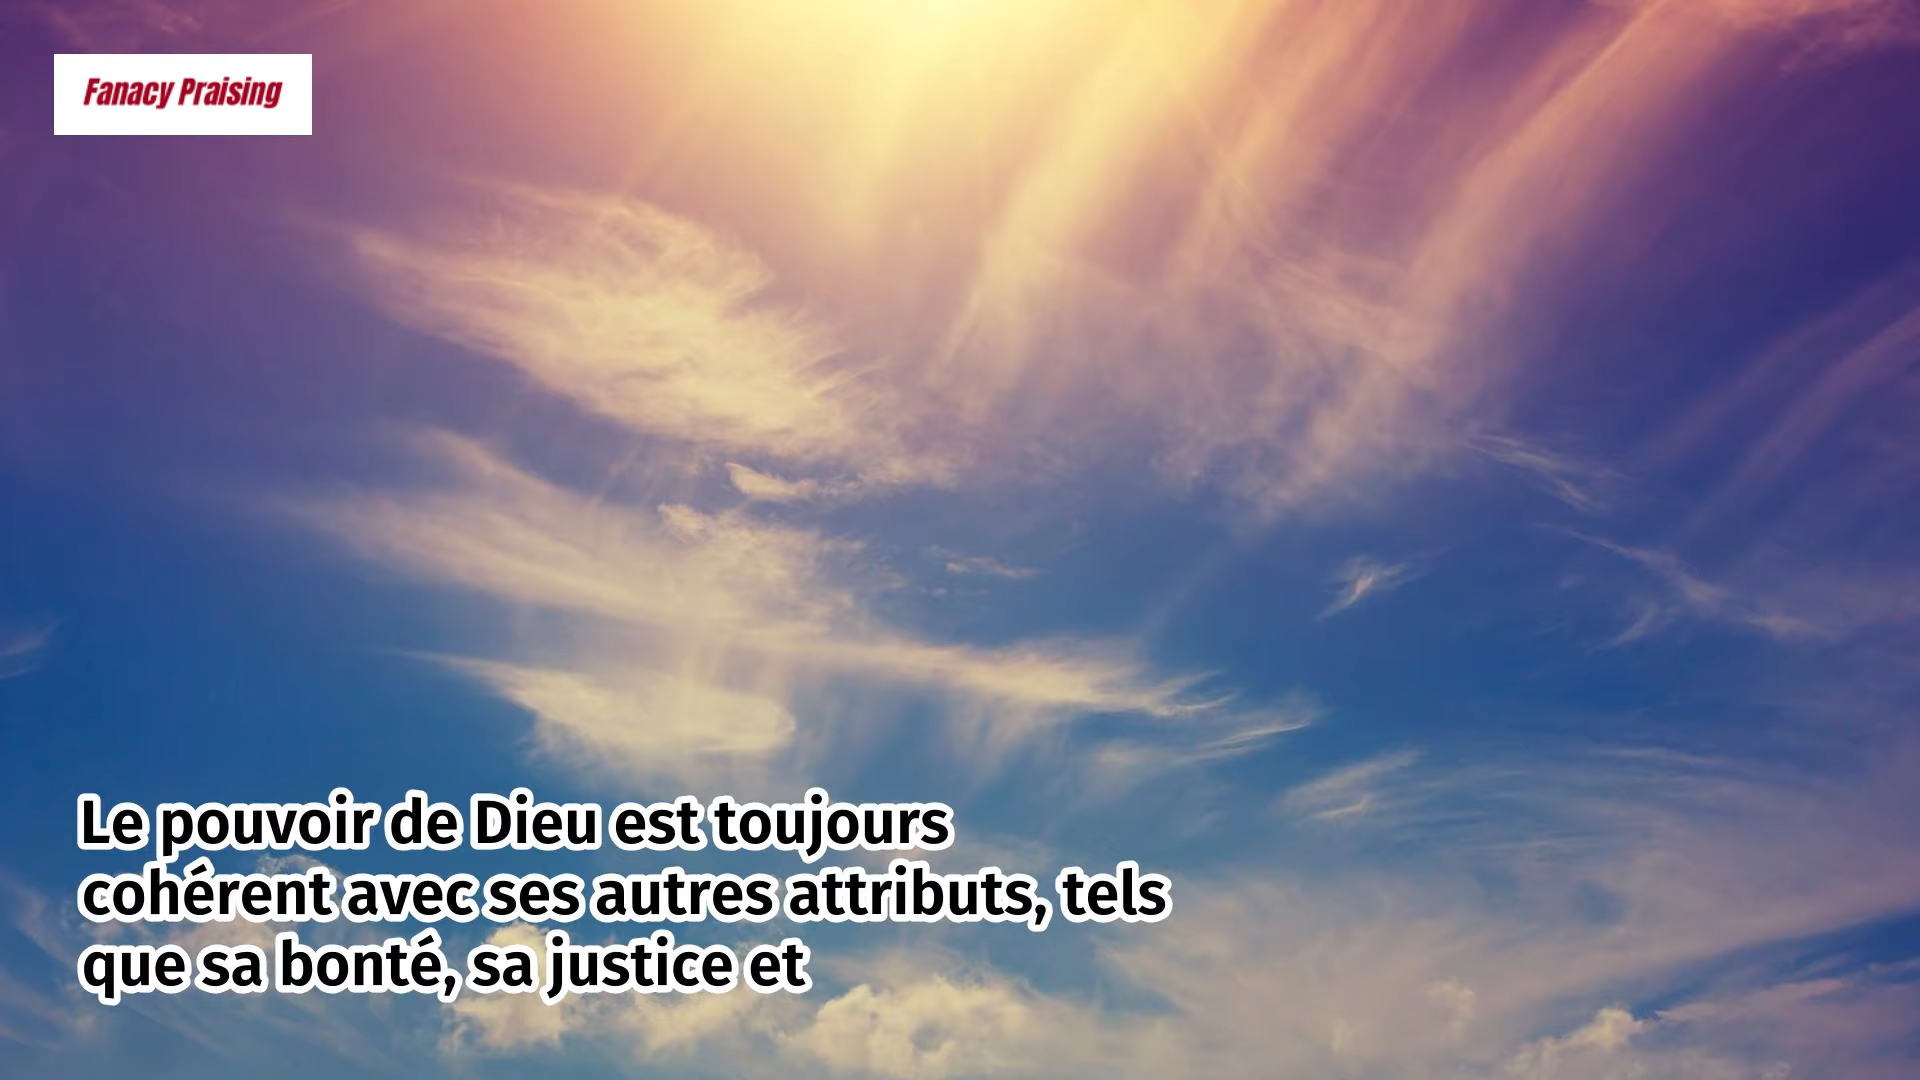 Fanacy Praising
Le pouvoir de Dieu est toujours
cohérent avec ses autres attributs, tels
que sa bonté, sa justice et